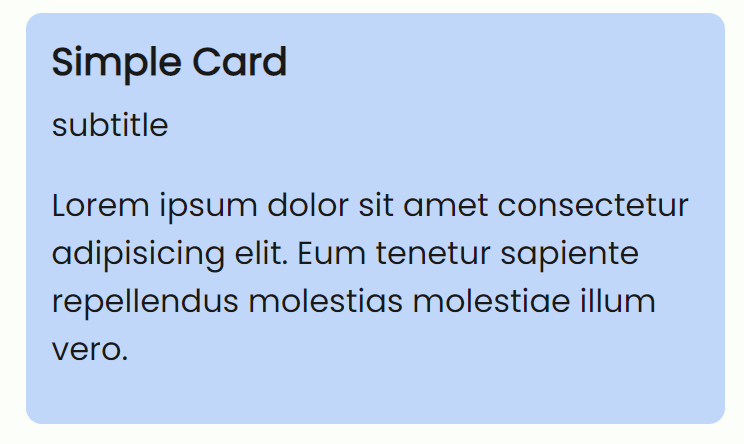 Simple Card
subtitle
Lorem ipsum dolor sit amet consectetur
adipisicing elit. Eum tenetur sapiente
repellendus molestias molestiae illum
vero.